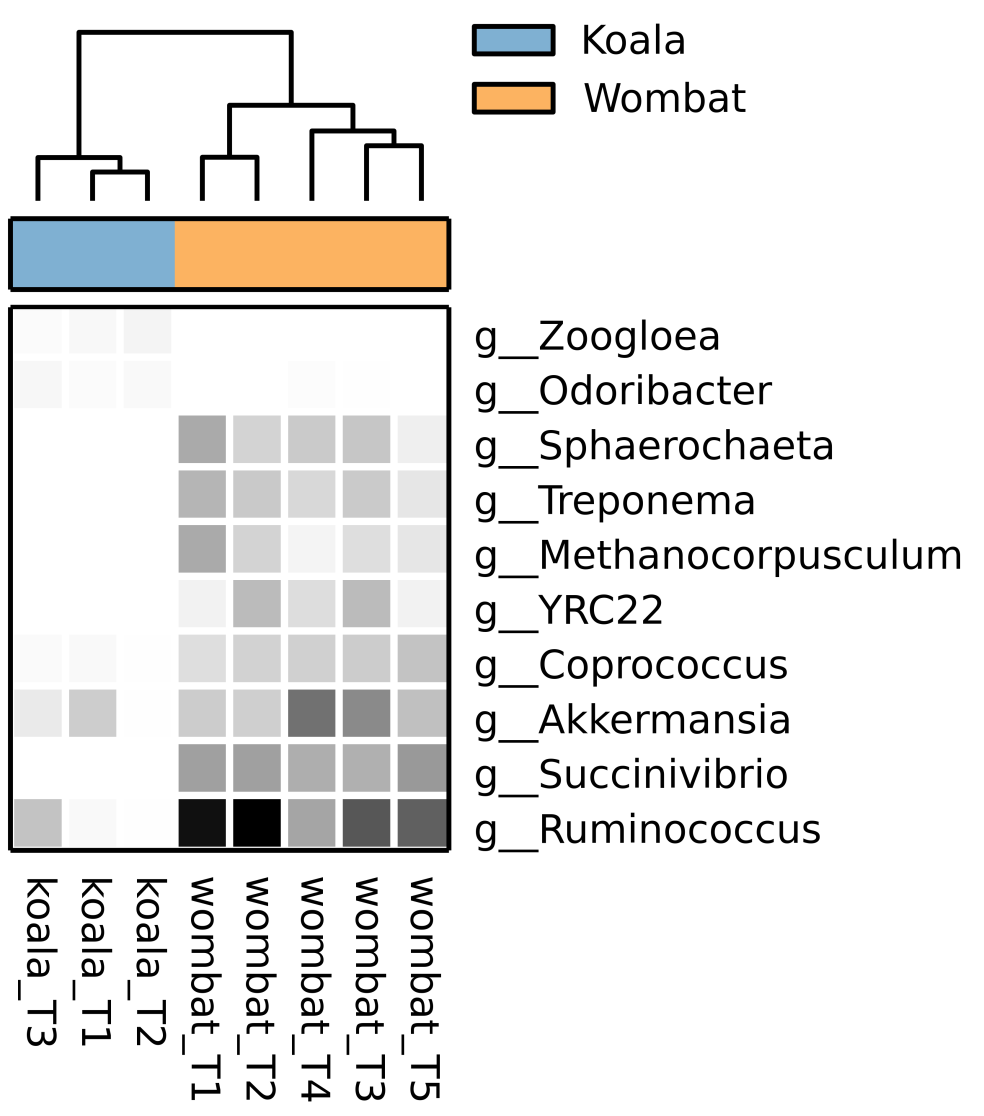 Koala
Wombat
g__Zoogloea
g__Odoribacter
g__Sphaerochaeta
g__Treponema
g__Methanocorpusculum
g__YRC22
g__Coprococcus
g__Akkermansia
g__Succinivibrio
g__Ruminococcus
koala_T3
koala_T1
koala_T2
wombat_T1
wombat_T2
wombat_T4
wombat_T3
wombat_T5